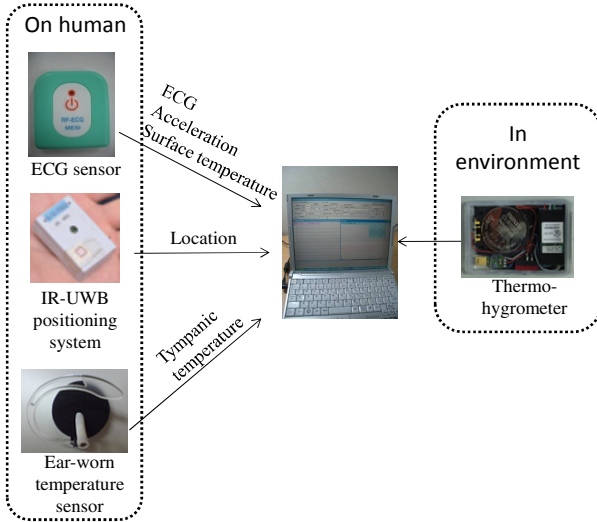 On human
RF-ECG
ECG sensor
IR-UWB
positioning
system
Ear-worn
temperature
sensor
ECG
Acceleration
Surface temperature
Location
Tympanic
temperature
In
environment
Thermo-
hygrometer